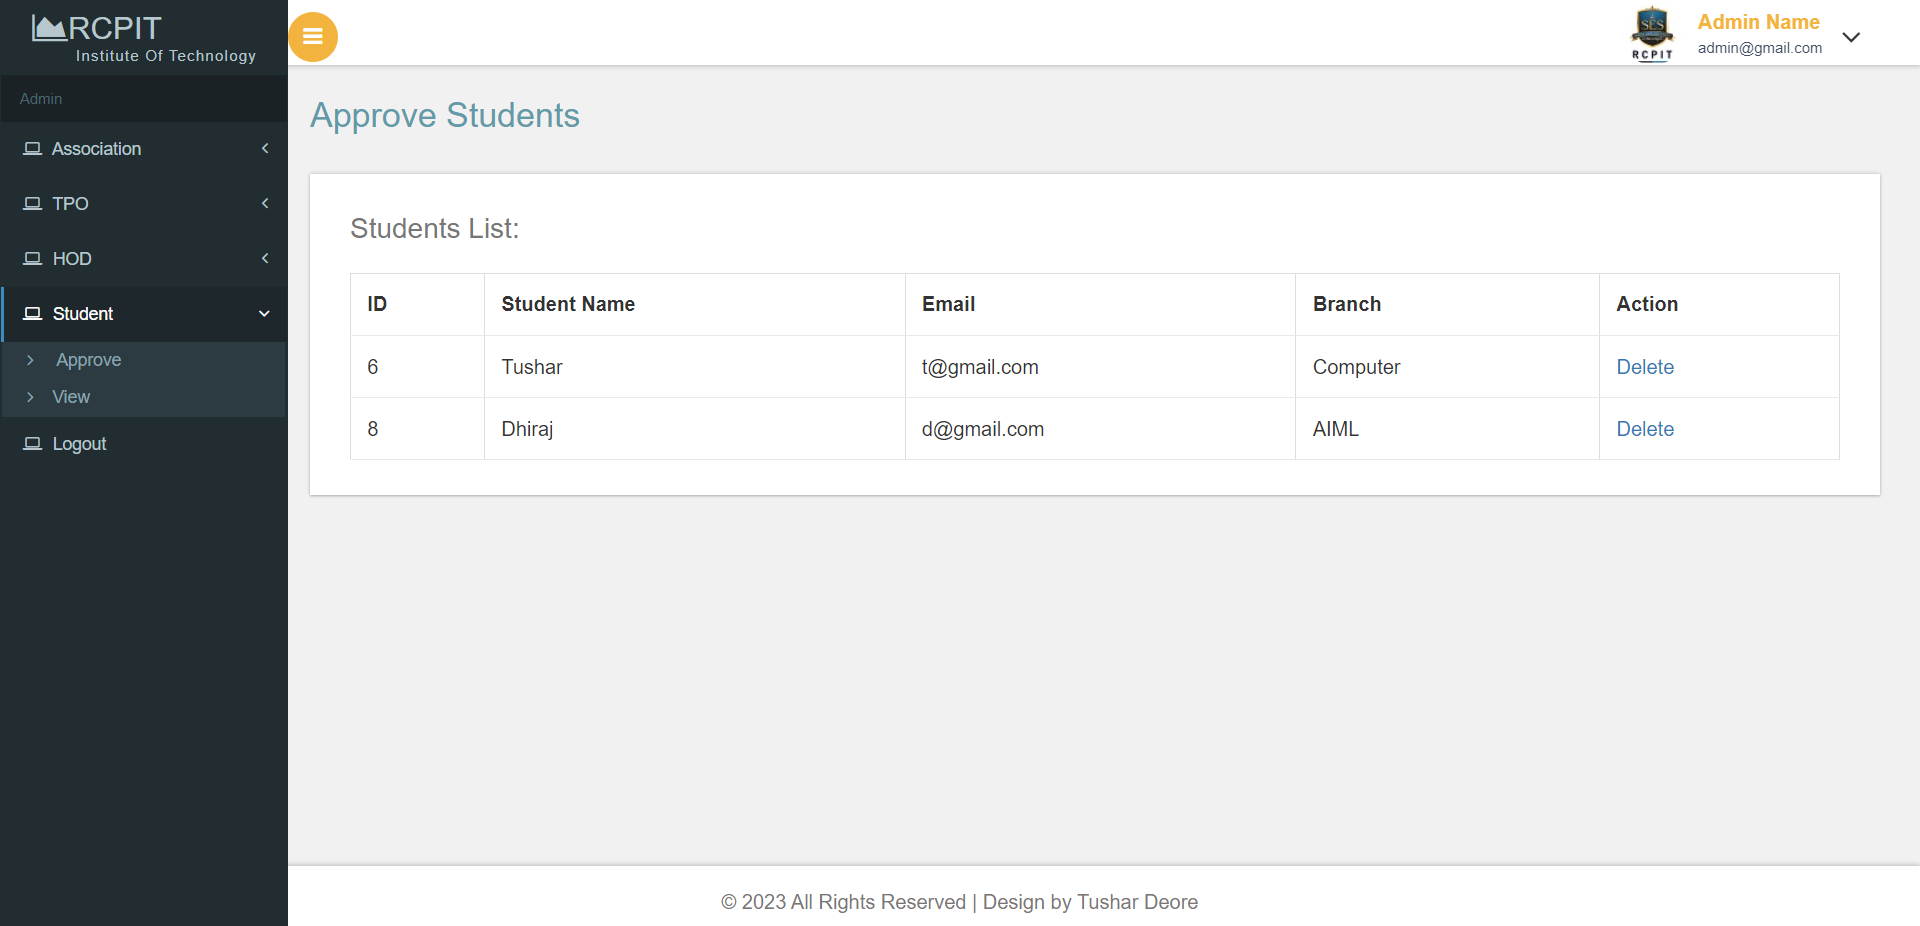 RCPIT
Institute Of Technology
Admin
Association
TPO
HOD
Student
Approve
View
Logout
SES
RCPIT
Admin Name
admin@gmail.com
Approve Students
Students List:
ID Student Name Email Branch Action
6 Tushar t@gmail.com Computer Delete
8 Dhiraj d@gmail.com AIML Delete
© 2023 All Rights Reserved | Design by Tushar Deore